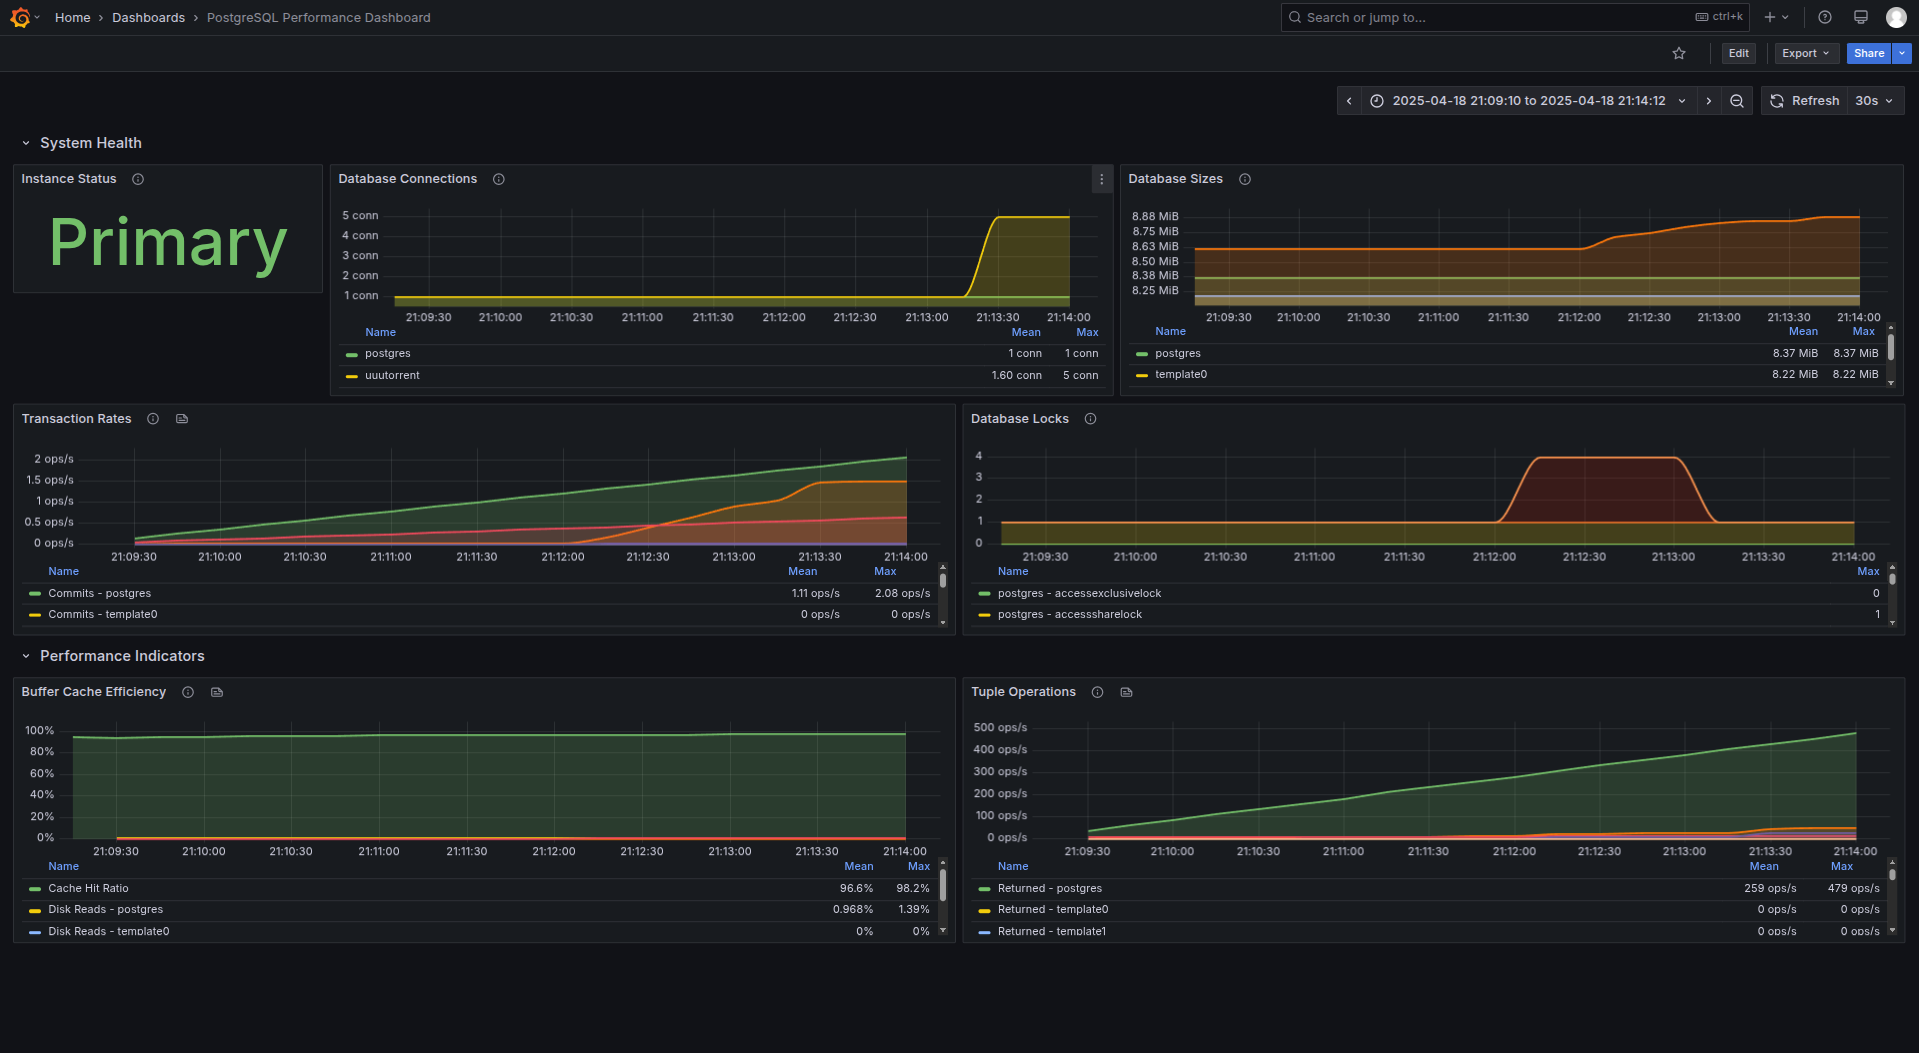 Home › Dashboards › PostgreSQL Performance Dashboard
Search or jump to... ctrl+k
Edit Export Share
2025-04-18 21:09:10 to 2025-04-18 21:14:12 Refresh 30s
System Health
Instance Status
Primary
Database Connections
5 conn
4 conn
3 conn
2 conn
1 conn
21:09:30 21:10:00 21:10:30 21:11:00 21:11:30 21:12:00 21:12:30 21:13:00 21:13:30 21:14:00
Name Mean Max
postgres 1 conn 1 conn
uuutorrent 1.60 conn 5 conn
Database Sizes
8.88 MiB
8.75 MiB
8.63 MiB
8.50 MiB
8.38 MiB
8.25 MiB
21:09:30 21:10:00 21:10:30 21:11:00 21:11:30 21:12:00 21:12:30 21:13:00 21:13:30 21:14:00
Name Mean Max
postgres 8.37 MiB 8.37 MiB
template0 8.22 MiB 8.22 MiB
Transaction Rates
2 ops/s
1.5 ops/s
1 ops/s
0.5 ops/s
0 ops/s
21:09:30 21:10:00 21:10:30 21:11:00 21:11:30 21:12:00 21:12:30 21:13:00 21:13:30 21:14:00
Name Mean Max
Commits - postgres 1.11 ops/s 2.08 ops/s
Commits - template0 0 ops/s 0 ops/s
Database Locks
4
3
2
1
0
21:09:30 21:10:00 21:10:30 21:11:00 21:11:30 21:12:00 21:12:30 21:13:00 21:13:30 21:14:00
Name Max
postgres - accessexclusivelock 0
postgres - accesssharelock 1
Performance Indicators
Buffer Cache Efficiency
100%
80%
60%
40%
20%
0%
21:09:30 21:10:00 21:10:30 21:11:00 21:11:30 21:12:00 21:12:30 21:13:00 21:13:30 21:14:00
Name Mean Max
Cache Hit Ratio 96.6% 98.2%
Disk Reads - postgres 0.968% 1.39%
Disk Reads - template0 0% 0%
Tuple Operations
500 ops/s
400 ops/s
300 ops/s
200 ops/s
100 ops/s
0 ops/s
21:09:30 21:10:00 21:10:30 21:11:00 21:11:30 21:12:00 21:12:30 21:13:00 21:13:30 21:14:00
Name Mean Max
Returned - postgres 259 ops/s 479 ops/s
Returned - template0 0 ops/s 0 ops/s
Returned - template1 0 ops/s 0 ops/s